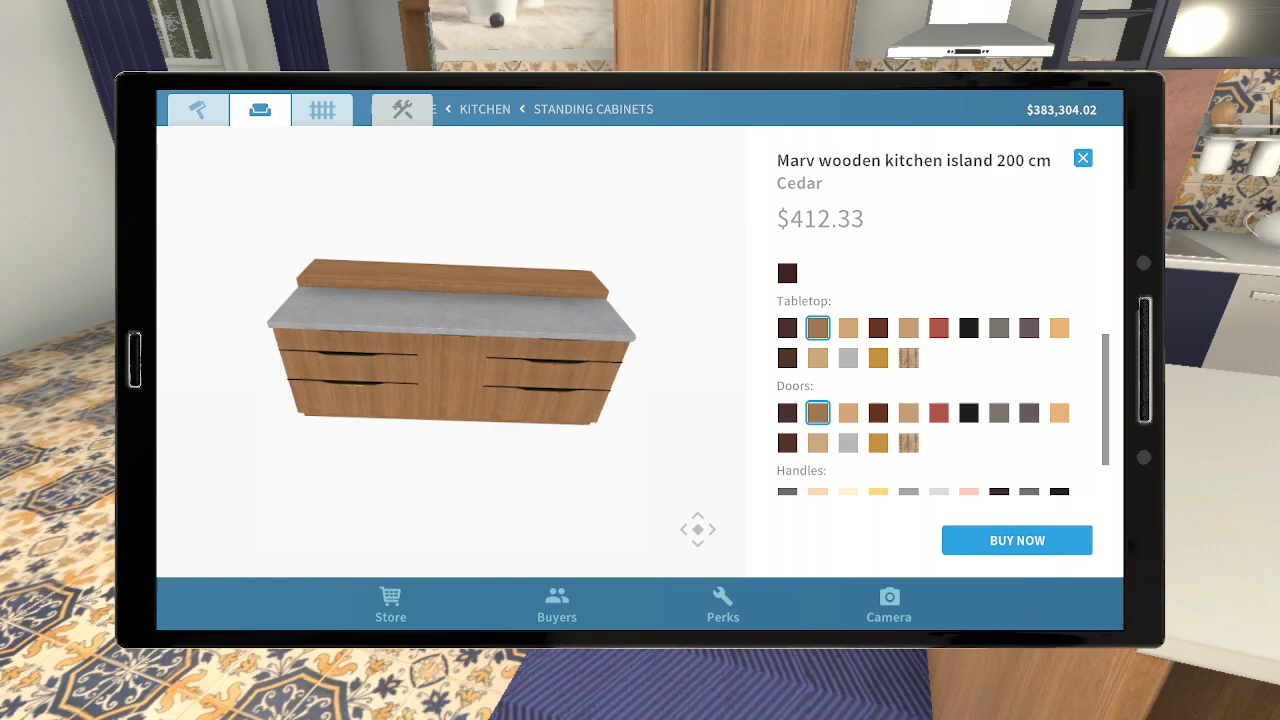 KITCHEN < STANDING CABINETS
$383,304.02
Marv wooden kitchen island 200 cm
Cedar
$412.33
Tabletop:
Doors:
Handles:
BUY NOW
Store
Buyers
Perks
Camera